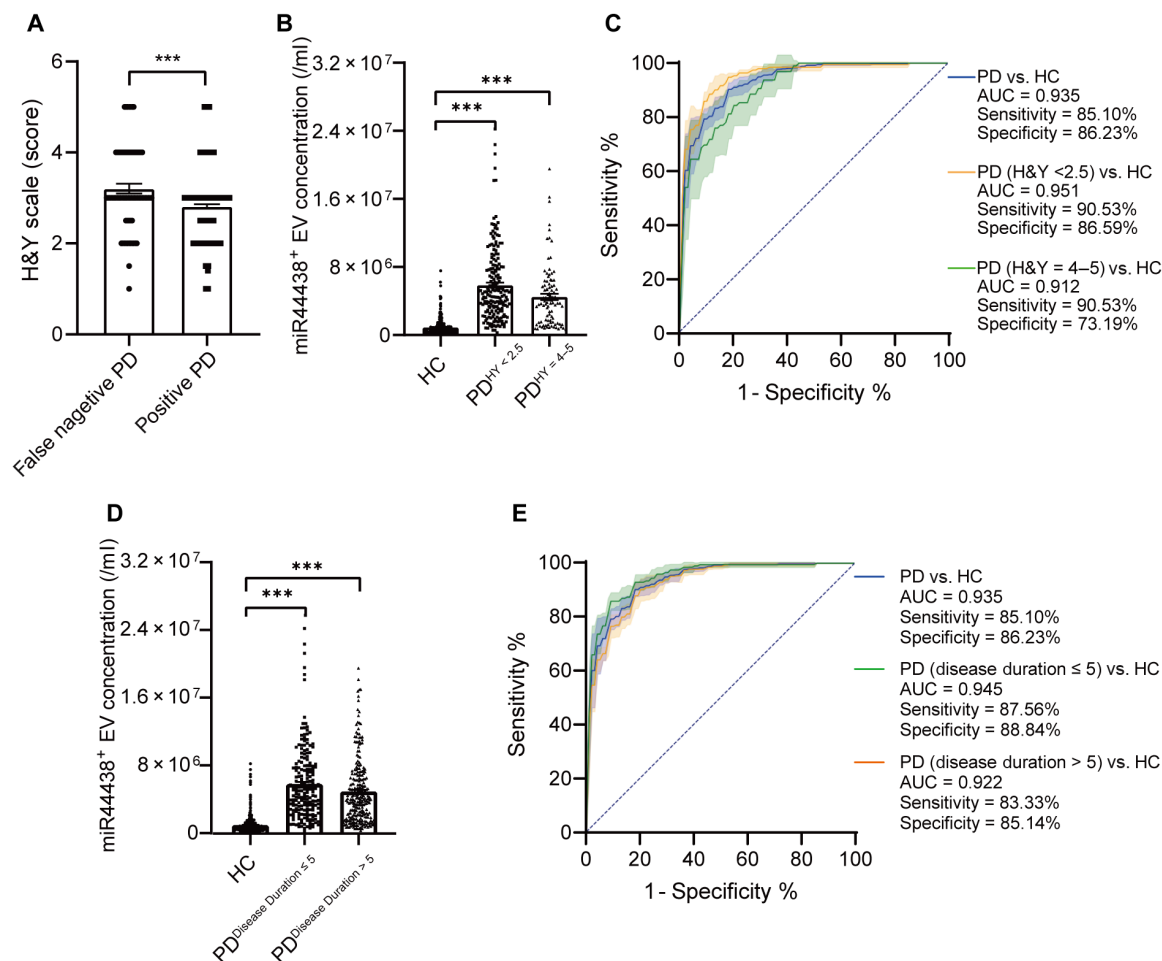 A
H&Y scale (score)
6
4
2
0
***
False nagetive PD
Positive PD
B
miR44438⁺ EV concentration (/ml)
3.2 × 10⁷
2.4 × 10⁷
1.6 × 10⁷
8 × 10⁶
0
***
***
HC
PD^HY < 2.5
PD^HY = 4–5
C
Sensitivity %
100
80
60
40
20
0
0 20 40 60 80 100
1 - Specificity %
PD vs. HC
AUC = 0.935
Sensitivity = 85.10%
Specificity = 86.23%
PD (H&Y <2.5) vs. HC
AUC = 0.951
Sensitivity = 90.53%
Specificity = 86.59%
PD (H&Y = 4–5) vs. HC
AUC = 0.912
Sensitivity = 90.53%
Specificity = 73.19%
D
miR44438⁺ EV concentration (/ml)
3.2 × 10⁷
2.4 × 10⁷
1.6 × 10⁷
8 × 10⁶
0
***
***
HC
PD^Disease Duration ≤ 5
PD^Disease Duration > 5
E
Sensitivity %
100
80
60
40
20
0
0 20 40 60 80 100
1 - Specificity %
PD vs. HC
AUC = 0.935
Sensitivity = 85.10%
Specificity = 86.23%
PD (disease duration ≤ 5) vs. HC
AUC = 0.945
Sensitivity = 87.56%
Specificity = 88.84%
PD (disease duration > 5) vs. HC
AUC = 0.922
Sensitivity = 83.33%
Specificity = 85.14%